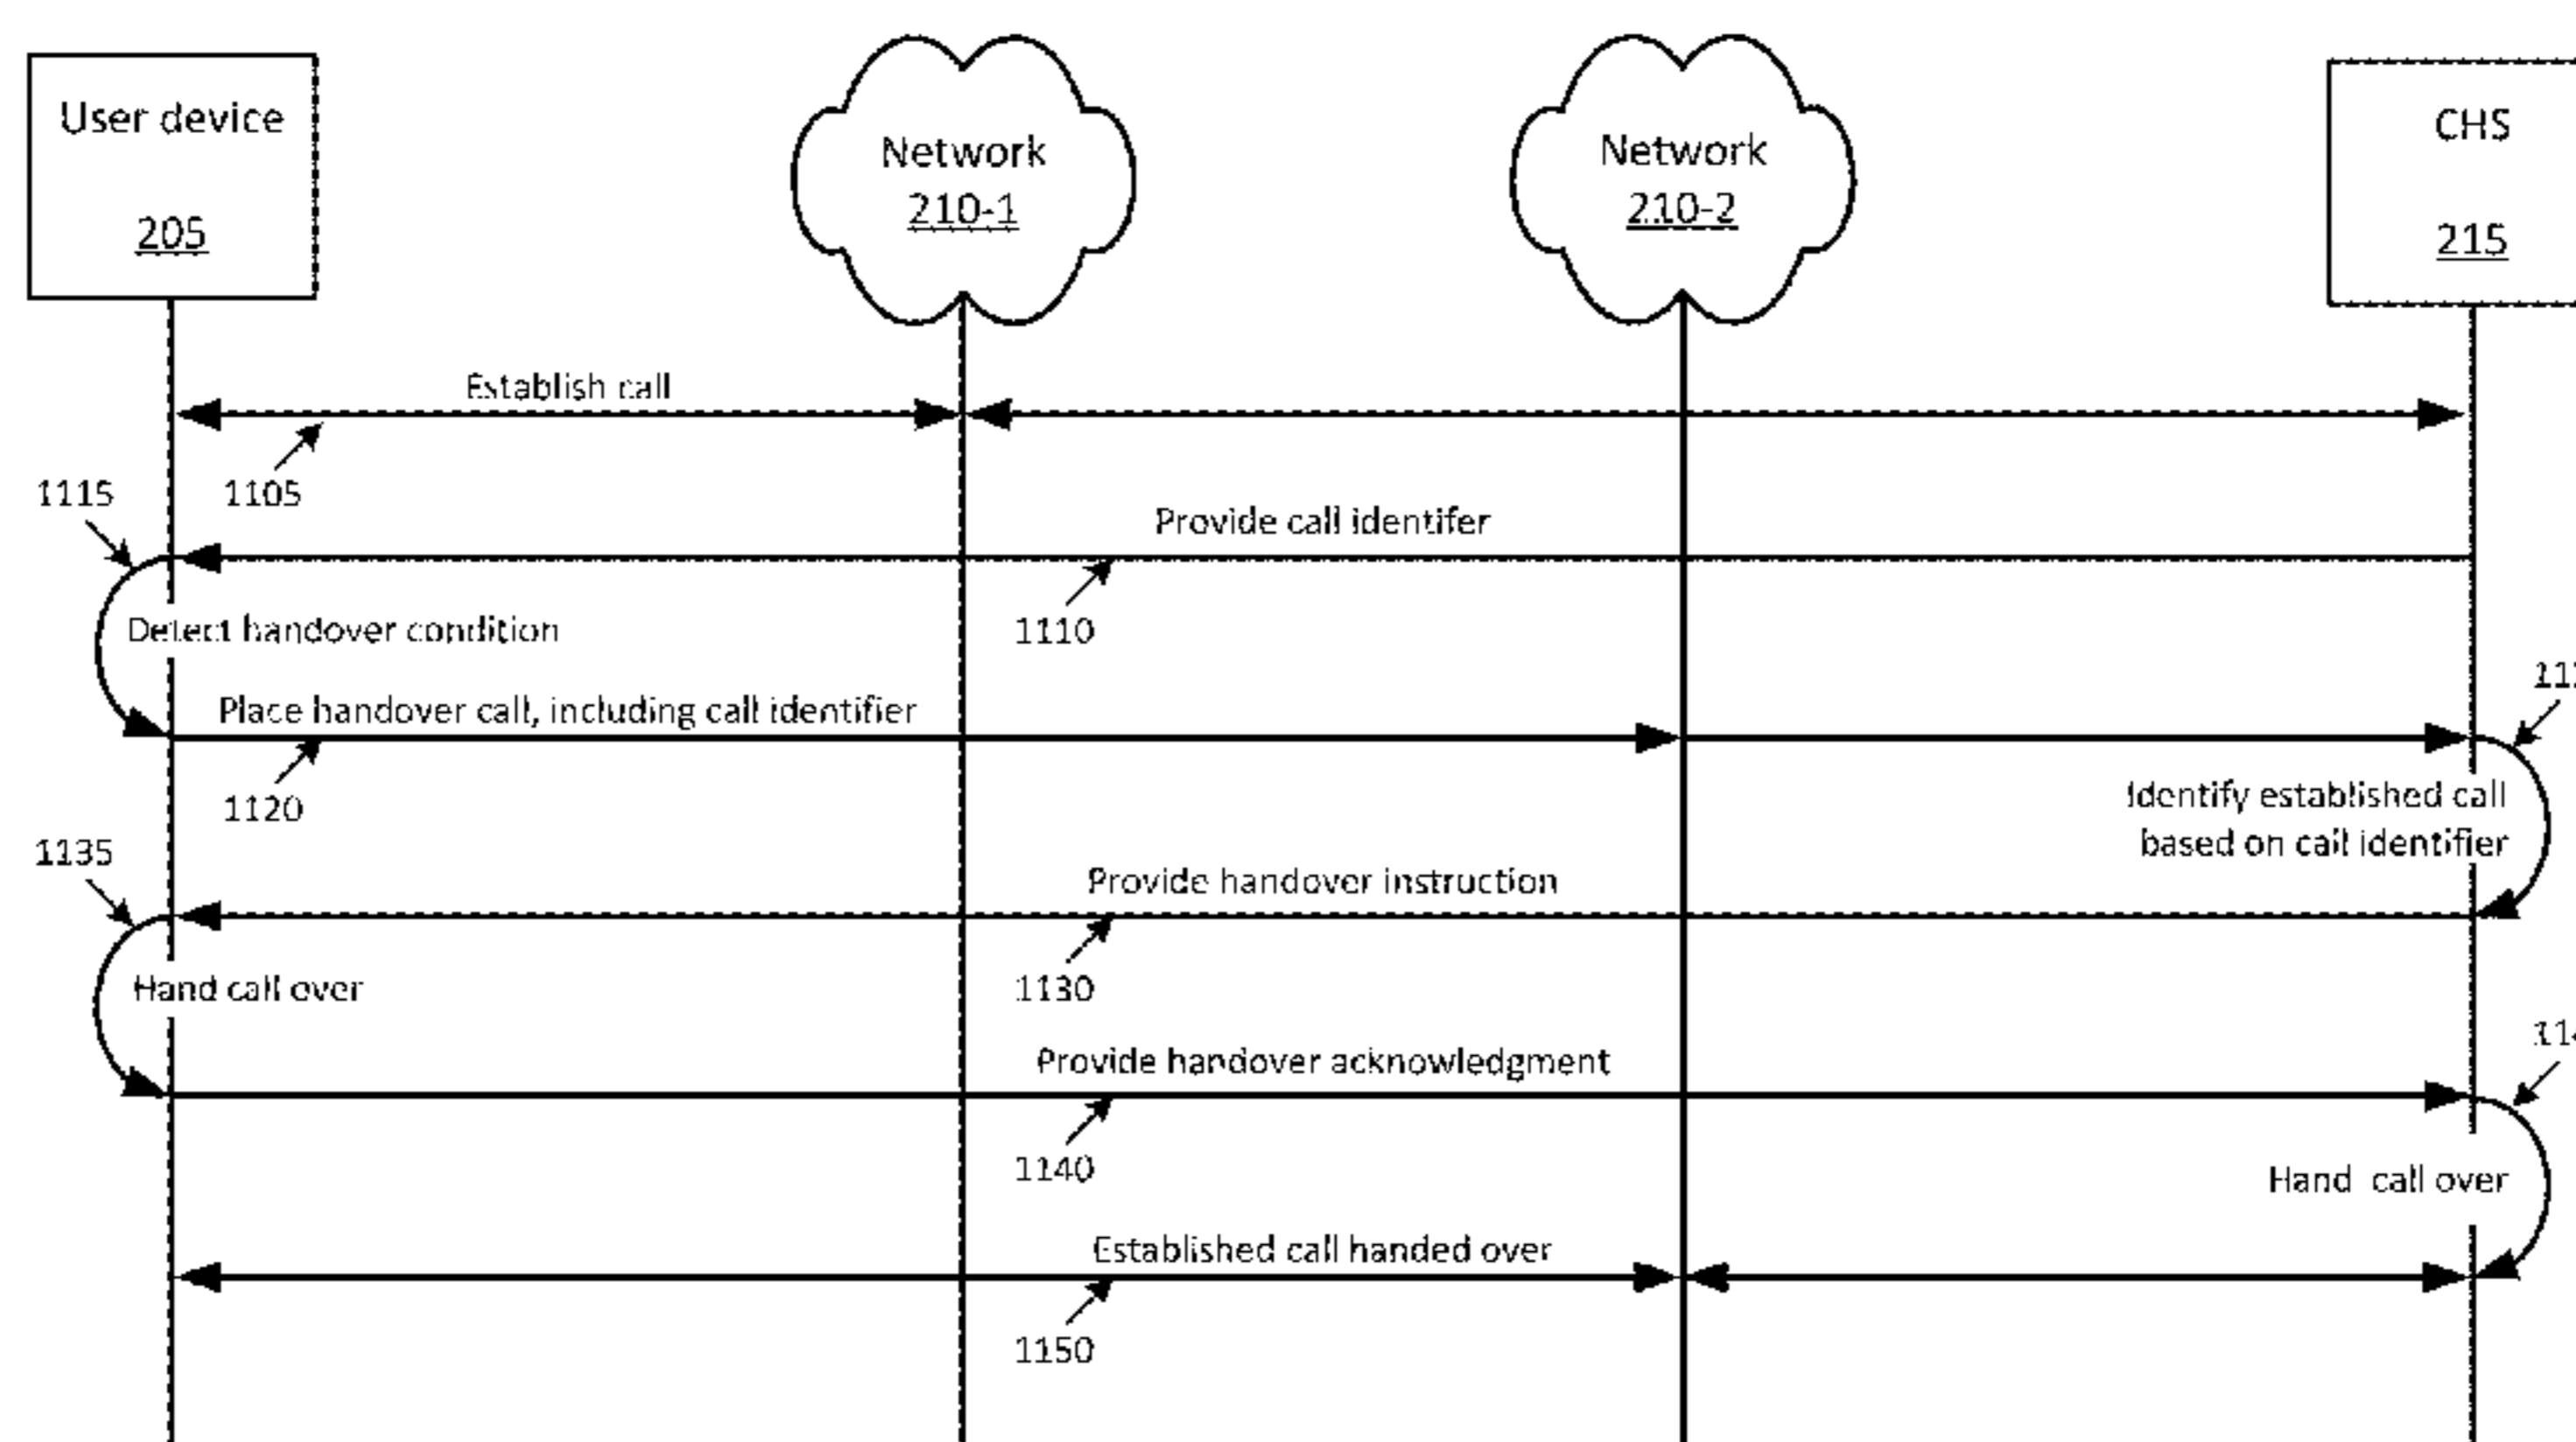 User device
205
Network
210-1
Network
210-2
CHS
215
Establish call
1105
1115
Provide call identifer
1110
Detect handover condition
Place handover call, including call identifier
1120
Identify established call
based on call identifier
1135
Provide handover instruction
1130
Hand call over
Provide handover acknowledgment
1140
Hand call over
Established call handed over
1150